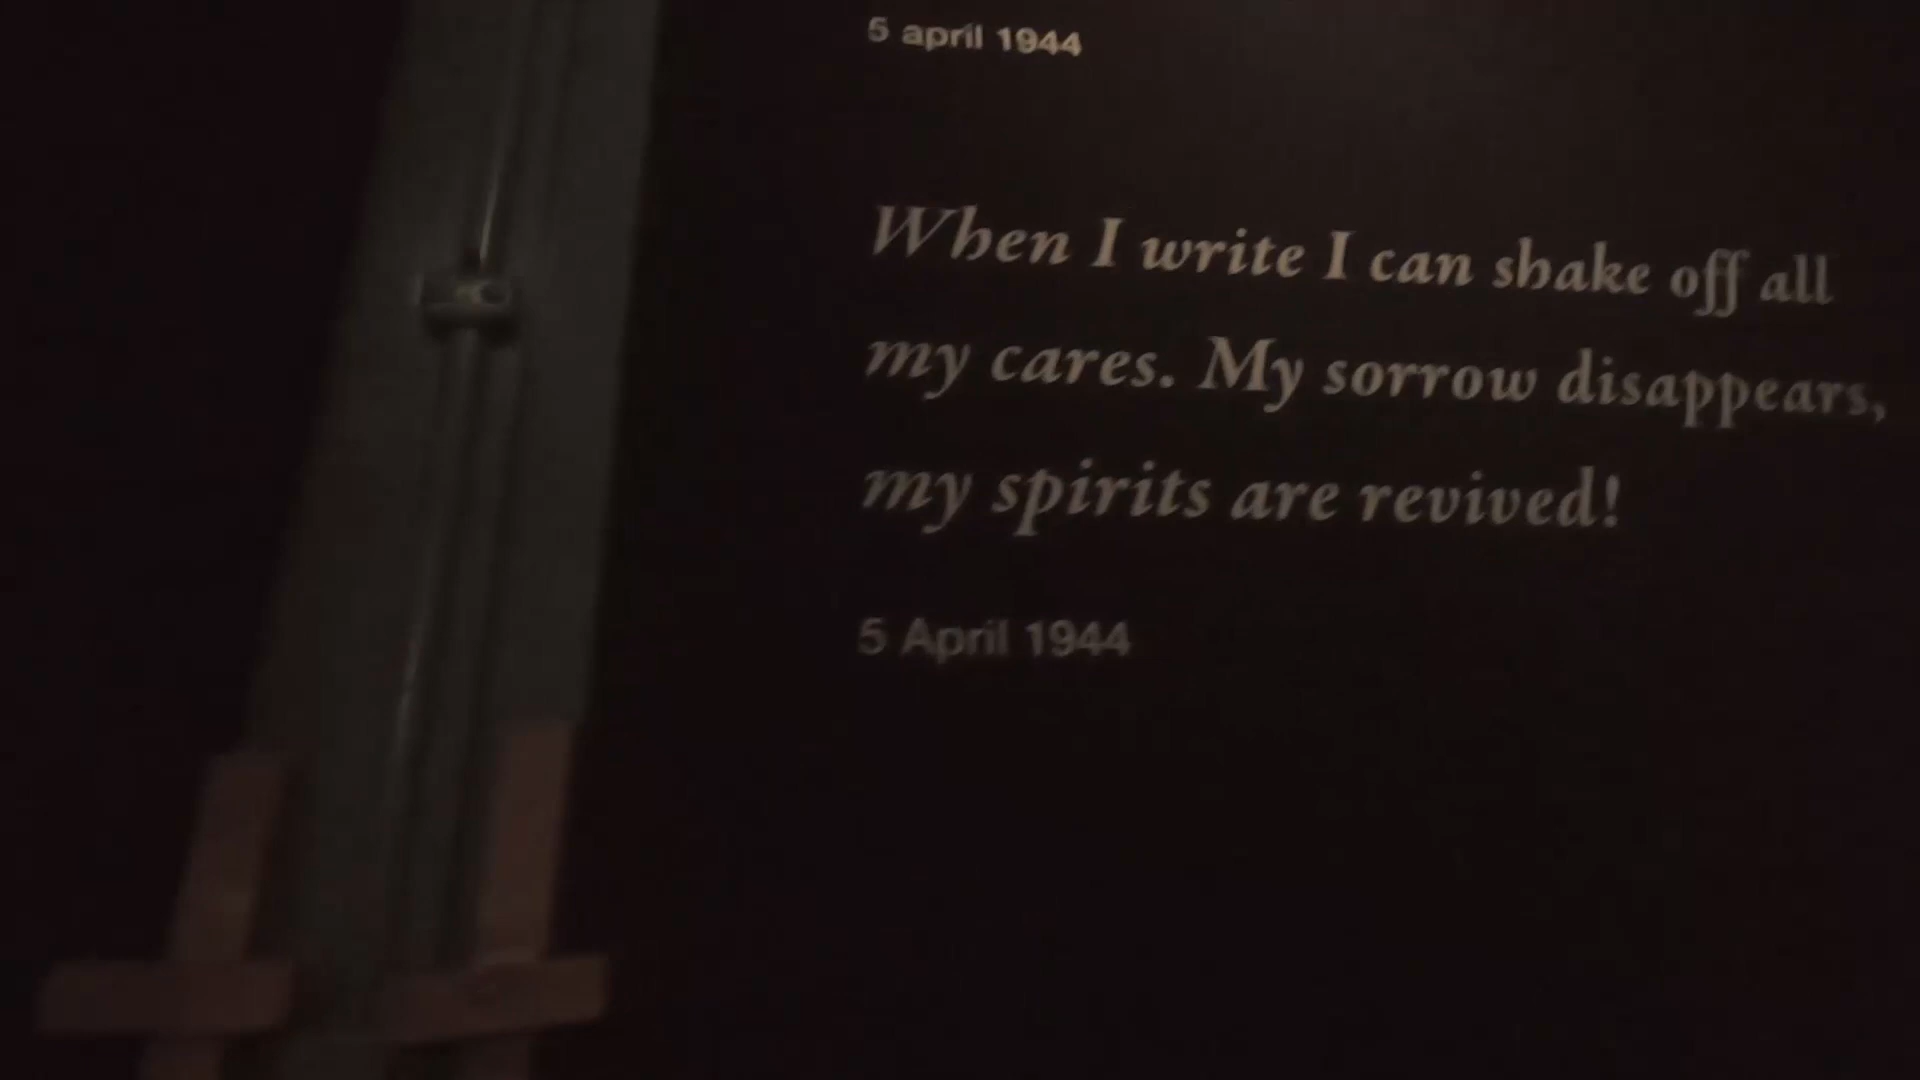 5 april 1944
When I write I can shake off all
my cares. My sorrow disappears,
my spirits are revived!
5 April 1944